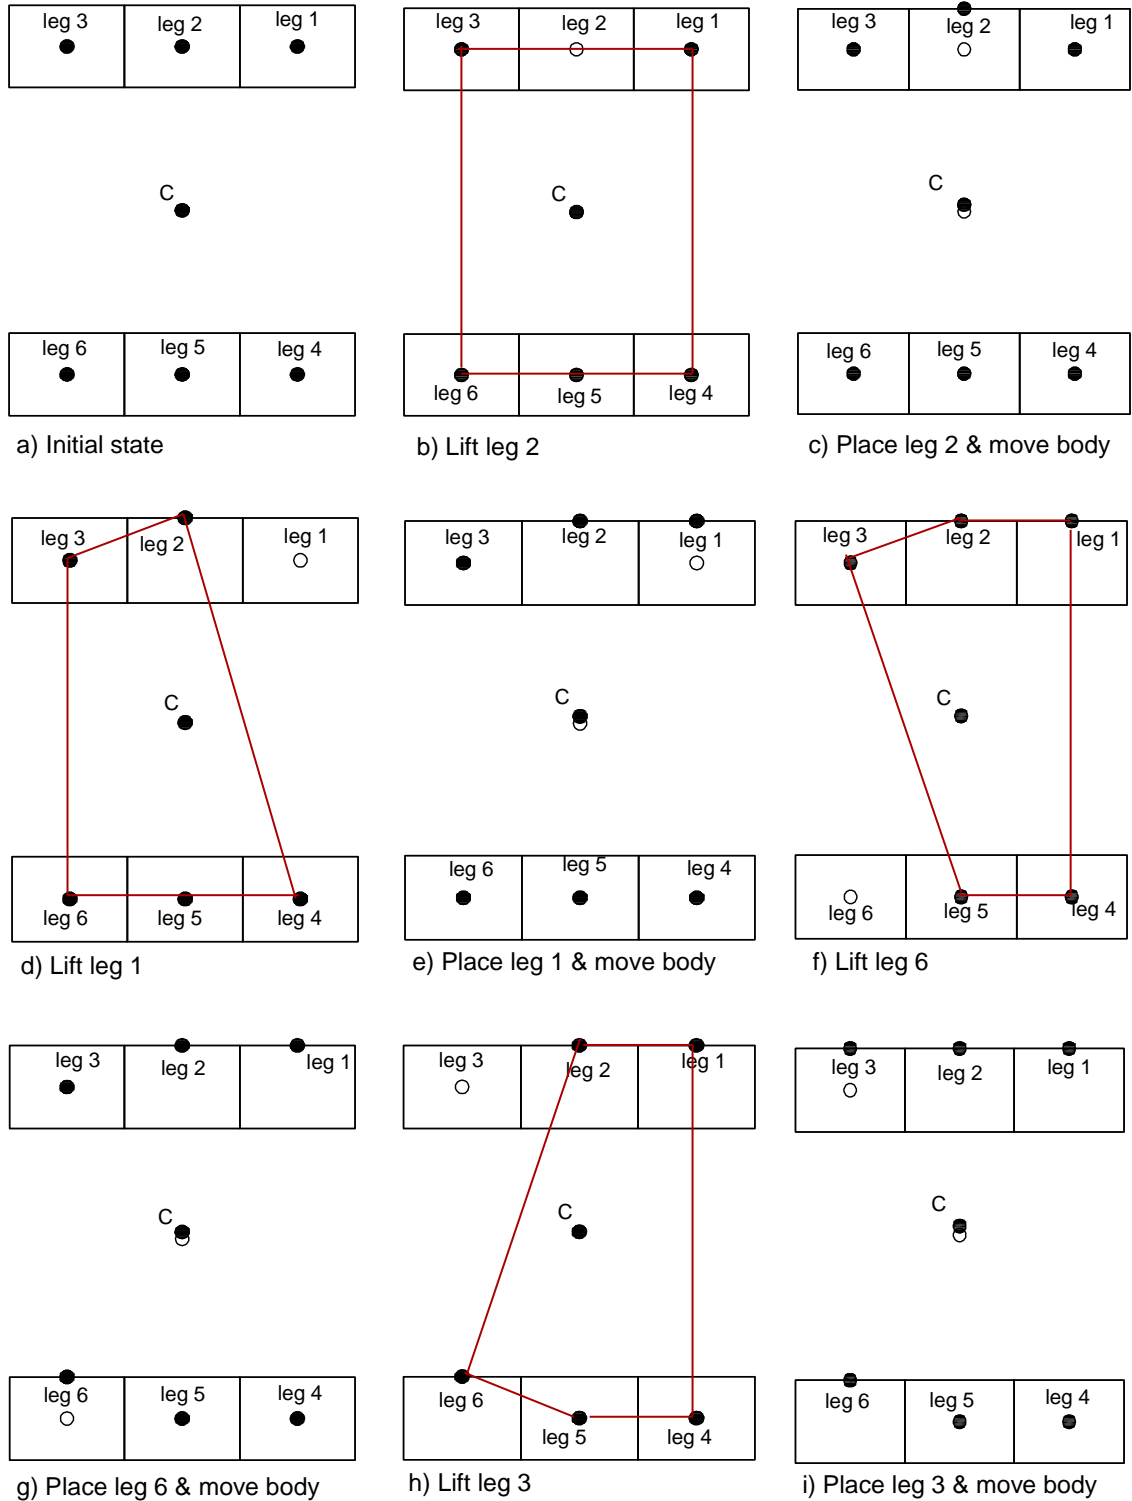 leg 3 leg 2 leg 1
C
leg 6 leg 5 leg 4
a) Initial state
leg 3 leg 2 leg 1
C
leg 6 leg 5 leg 4
b) Lift leg 2
leg 3 leg 2 leg 1
C
leg 6 leg 5 leg 4
c) Place leg 2 & move body
leg 3 leg 2 leg 1
C
leg 6 leg 5 leg 4
d) Lift leg 1
leg 3 leg 2 leg 1
C
leg 6 leg 5 leg 4
e) Place leg 1 & move body
leg 3 leg 2 leg 1
C
leg 6 leg 5 leg 4
f) Lift leg 6
leg 3 leg 2 leg 1
C
leg 6 leg 5 leg 4
g) Place leg 6 & move body
leg 3 leg 2 leg 1
C
leg 6 leg 5 leg 4
h) Lift leg 3
leg 3 leg 2 leg 1
C
leg 6 leg 5 leg 4
i) Place leg 3 & move body